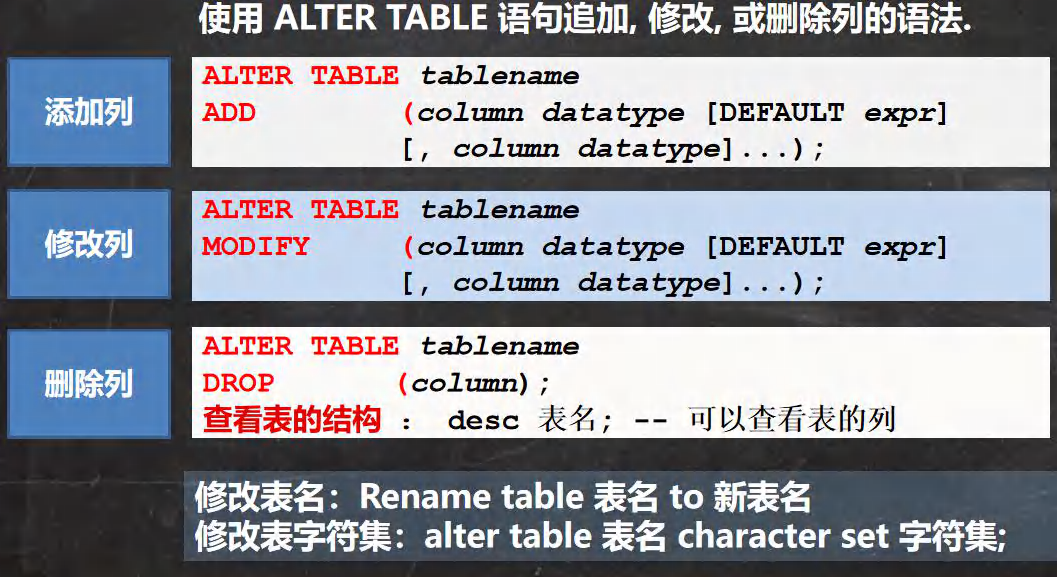 使用 ALTER TABLE 语句追加, 修改, 或删除列的语法.
添加列
ALTER TABLE tablename
ADD (column datatype [DEFAULT expr]
[, column datatype]...);
修改列
ALTER TABLE tablename
MODIFY (column datatype [DEFAULT expr]
[, column datatype]...);
删除列
ALTER TABLE tablename
DROP (column);
查看表的结构 ： desc 表名; -- 可以查看表的列
修改表名：Rename table 表名 to 新表名
修改表字符集：alter table 表名 character set 字符集;